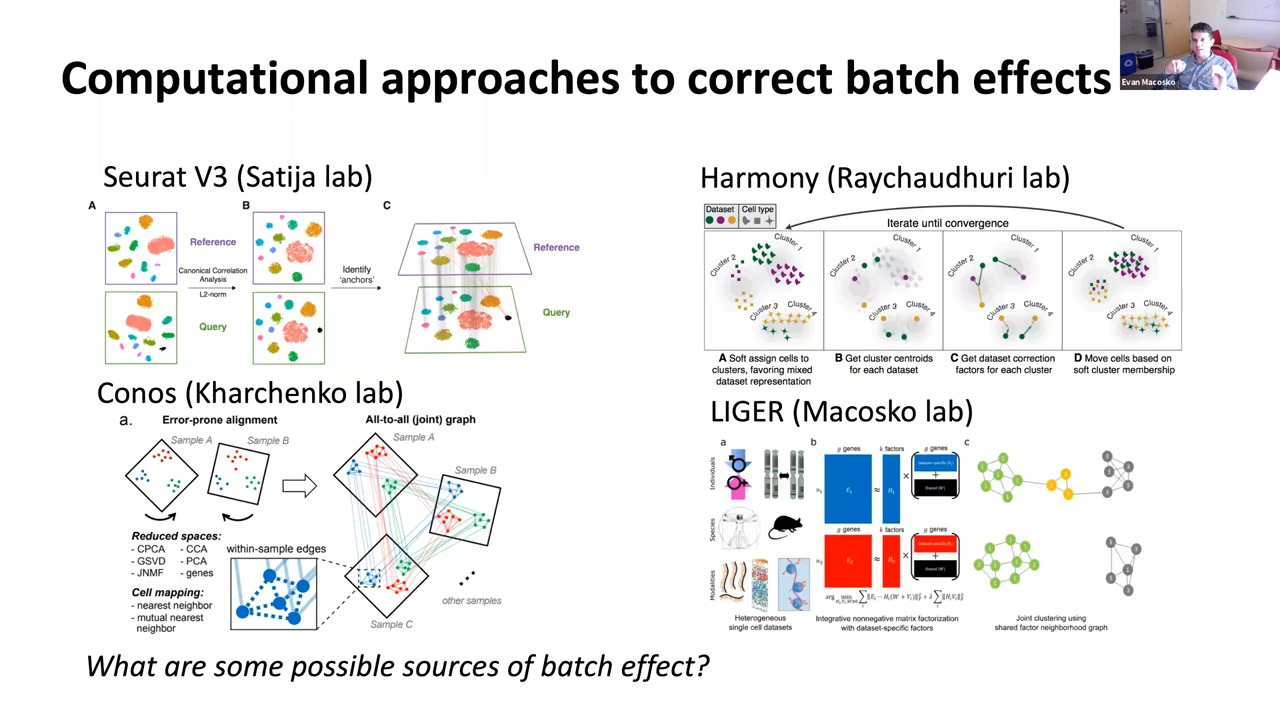 Computational approaches to correct batch effects
Evan Macosko
Seurat V3 (Satija lab)
A
B
C
Reference
Canonical Correlation
Analysis
L2-norm
Query
Identify
'anchors'
Reference
Query
Harmony (Raychaudhuri lab)
Dataset
Cell type
Iterate until convergence
Cluster 1
Cluster 2
Cluster 3
Cluster 4
Cluster 1
Cluster 2
Cluster 3
Cluster 4
Cluster 1
Cluster 2
Cluster 3
Cluster 4
Cluster 1
Cluster 2
Cluster 3
Cluster 4
A Soft assign cells to
clusters, favoring mixed
dataset representation
B Get cluster centroids
for each dataset
C Get dataset correction
factors for each cluster
D Move cells based on
soft cluster membership
Conos (Kharchenko lab)
a.
Error-prone alignment
All-to-all (joint) graph
Sample A
Sample B
Sample A
Sample B
Reduced spaces:
- CPCA - CCA
- GSVD - PCA
- JNMF - genes
Cell mapping:
- nearest neighbor
- mutual nearest
neighbor
within-sample edges
Sample C
other samples
LIGER (Macosko lab)
a
b
c
Individuals
Species
Modalities
g genes
k factors
g genes
n₁
E₁
≈
H₁
×
Dataset-specific (V₁)
+
Shared (W)
g genes
k factors
g genes
n₂
E₂
≈
H₂
×
+
Shared (W)
Heterogeneous
single cell datasets
Integrative nonnegative matrix factorization
with dataset-specific factors
Joint clustering using
shared factor neighborhood graph
What are some possible sources of batch effect?